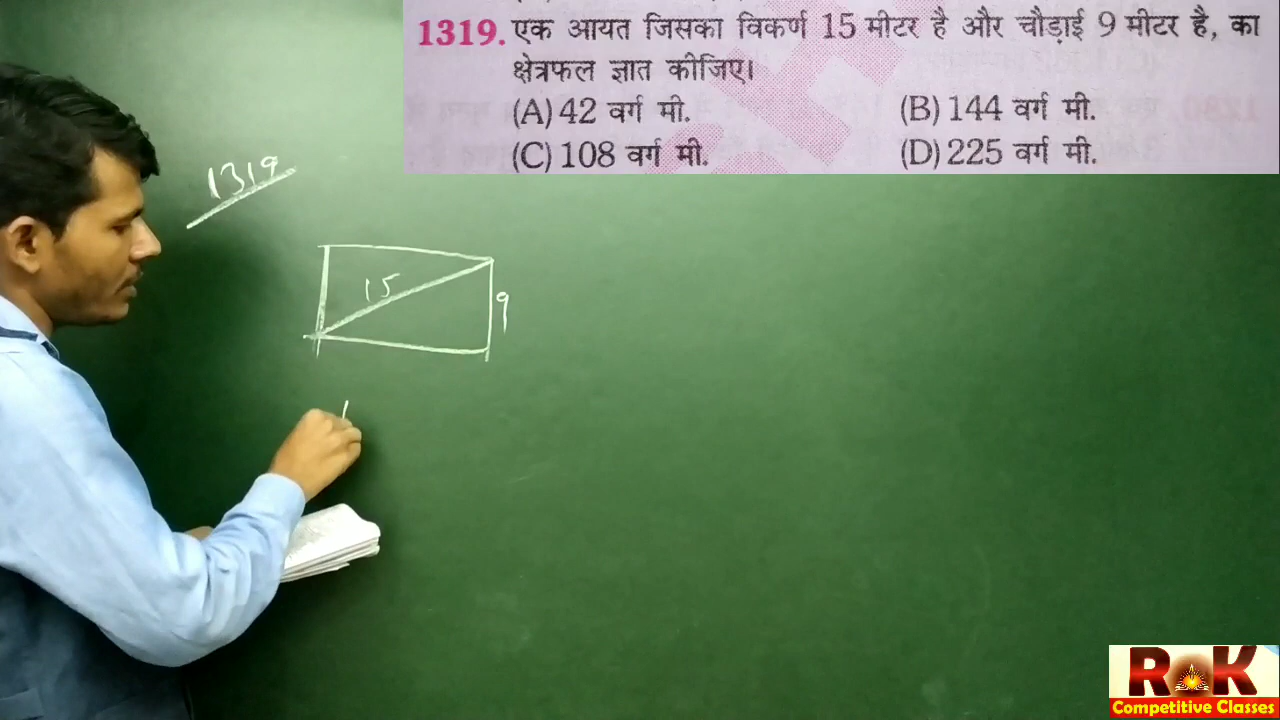 1319. एक आयत जिसका विकर्ण 15 मीटर है और चौड़ाई 9 मीटर है, का
क्षेत्रफल ज्ञात कीजिए।
(A) 42 वर्ग मी. (B) 144 वर्ग मी.
(C) 108 वर्ग मी. (D) 225 वर्ग मी.
1319
15
9
RK
Competitive Classes